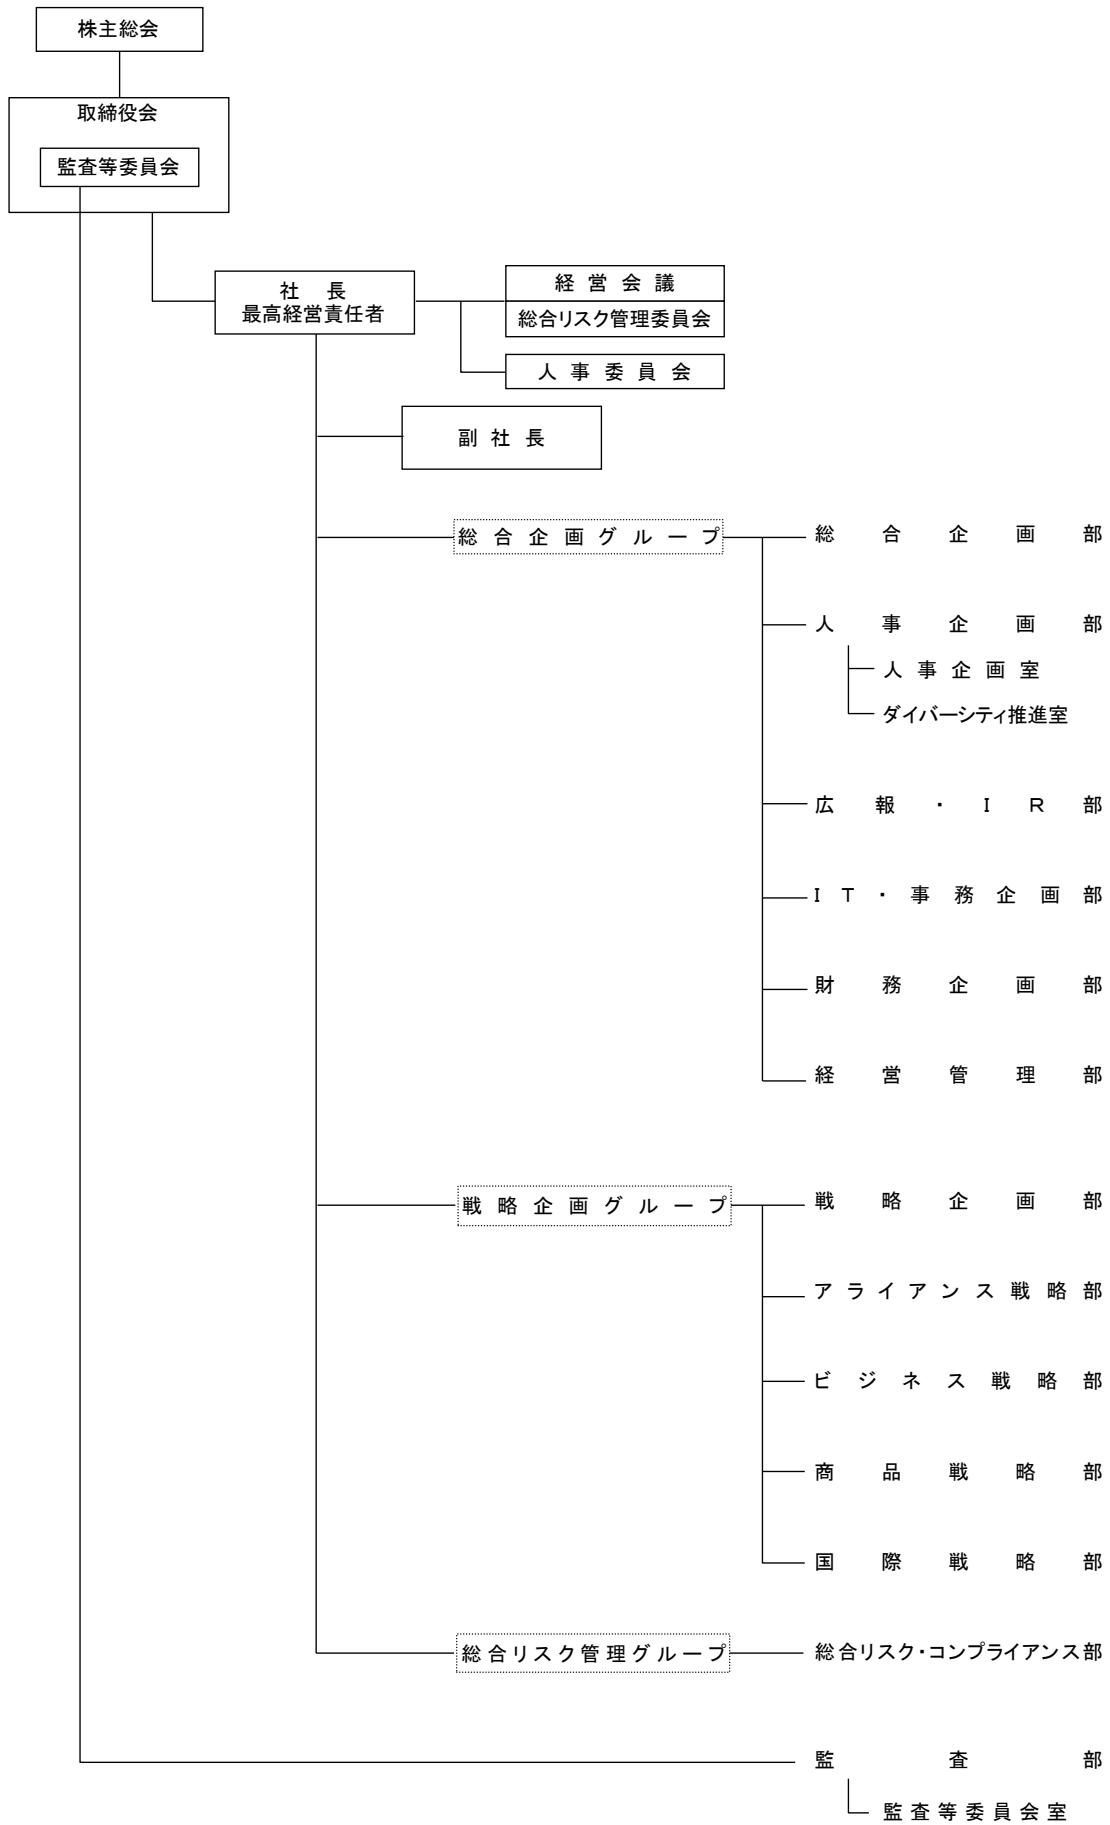 株主総会
取締役会
監査等委員会
社　長
最高経営責任者
経営会議
総合リスク管理委員会
人事委員会
副社長
総合企画グループ
総合企画部
人事企画部
人事企画室
ダイバーシティ推進室
広報・ＩＲ部
ＩＴ・事務企画部
財務企画部
経営管理部
戦略企画グループ
戦略企画部
アライアンス戦略部
ビジネス戦略部
商品戦略部
国際戦略部
総合リスク管理グループ
総合リスク・コンプライアンス部
監査部
監査等委員会室